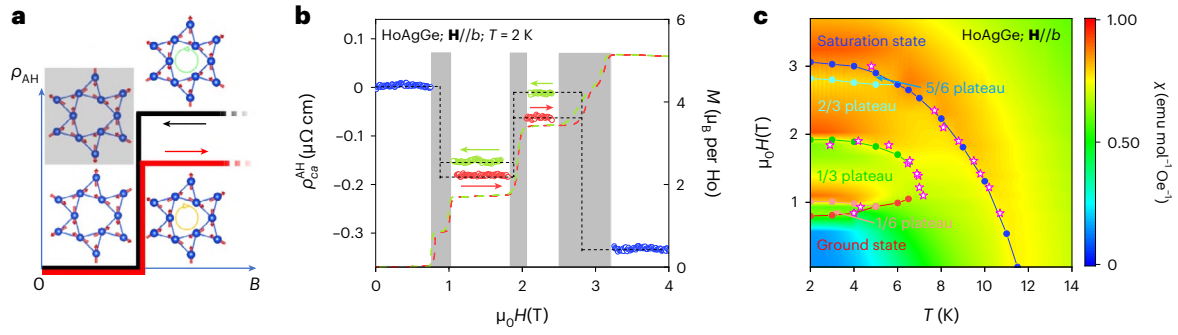 a
ρAH
0
B
b
HoAgGe; H//b; T = 2 K
ρcaAH (μΩ cm)
0.1
0
−0.1
−0.2
−0.3
0
1
2
3
4
μ0H(T)
6
4
2
0
M (μB per Ho)
c
HoAgGe; H//b
Saturation state
5/6 plateau
2/3 plateau
1/3 plateau
1/6 plateau
Ground state
μ0H(T)
3
2
1
2
4
6
8
10
12
14
T (K)
1.00
0.50
0
χ (emu mol−1Oe−1)